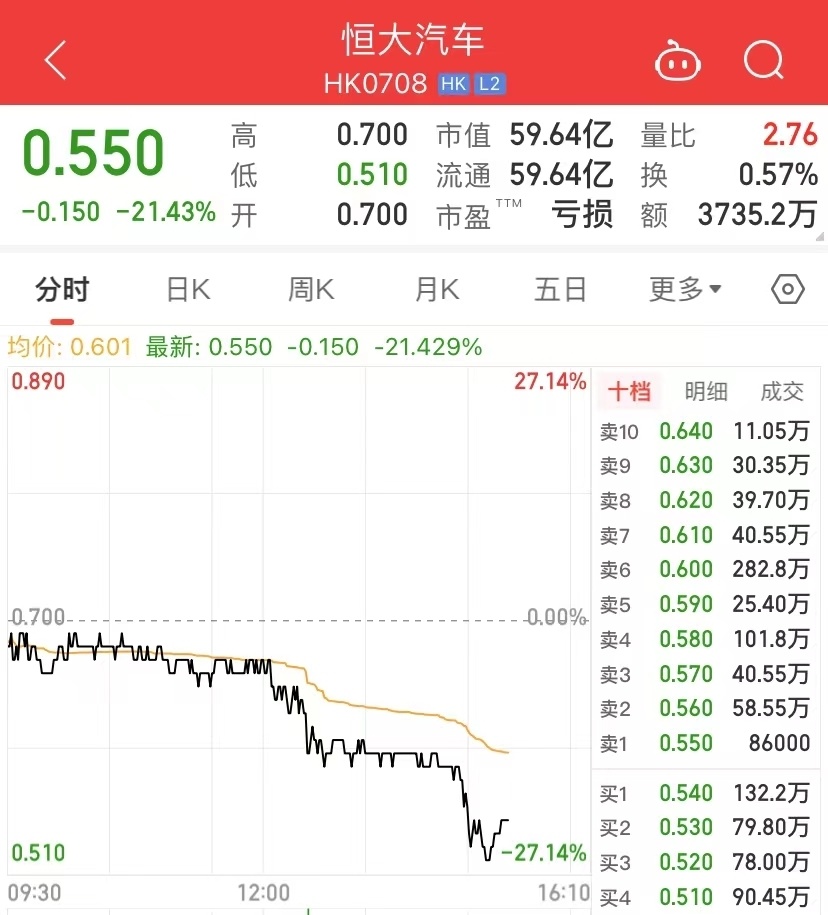 恒大汽车
HK0708 HK L2
0.550
-0.150 -21.43%
高 0.700 市值 59.64亿 量比 2.76
低 0.510 流通 59.64亿 换 0.57%
开 0.700 市盈TTM 亏损 额 3735.2万
分时 日K 周K 月K 五日 更多
均价: 0.601 最新: 0.550 -0.150 -21.429%
0.890 27.14%
0.700 0.00%
0.510 -27.14%
09:30 12:00 16:10
十档 明细 成交
卖10 0.640 11.05万
卖9 0.630 30.35万
卖8 0.620 39.70万
卖7 0.610 40.55万
卖6 0.600 282.8万
卖5 0.590 25.40万
卖4 0.580 101.8万
卖3 0.570 40.55万
卖2 0.560 58.55万
卖1 0.550 86000
买1 0.540 132.2万
买2 0.530 79.80万
买3 0.520 78.00万
买4 0.510 90.45万